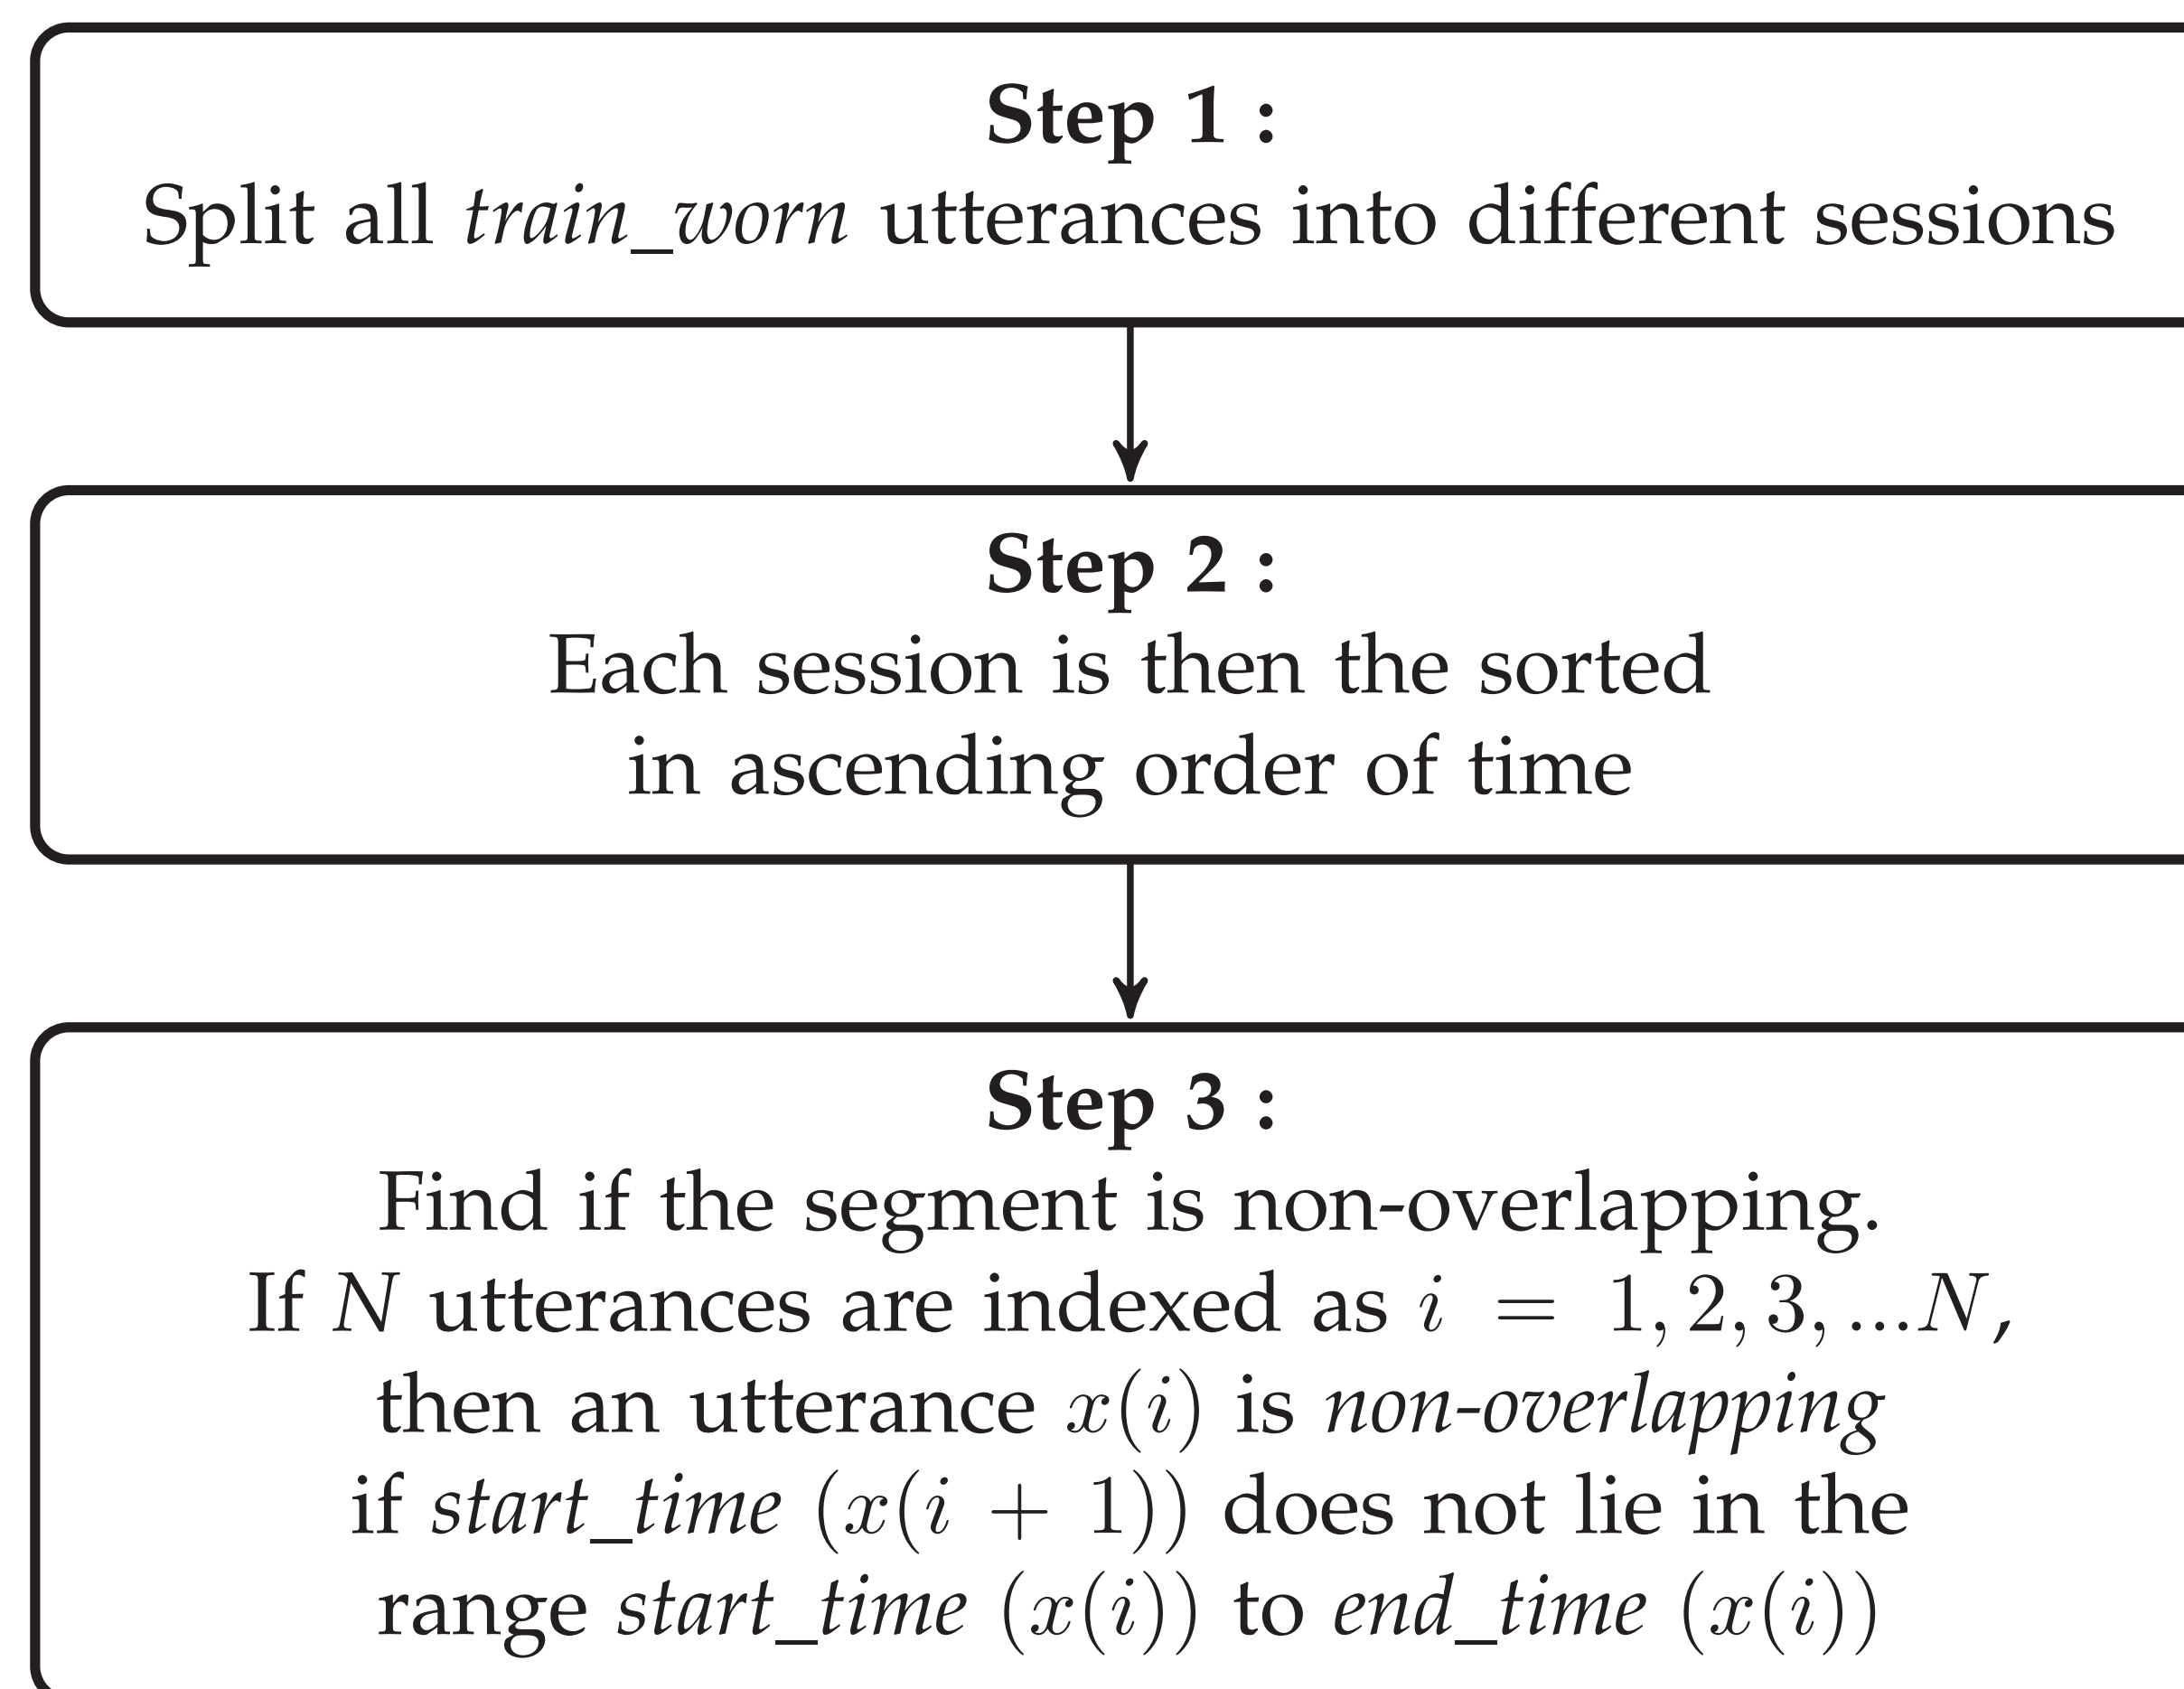 Step 1 :
Split all train_worn utterances into different sessions
Step 2 :
Each session is then the sorted
in ascending order of time
Step 3 :
Find if the segment is non-overlapping.
If N utterances are indexed as i = 1, 2, 3, ...N,
then an utterance x(i) is non-overlapping
if start_time (x(i + 1)) does not lie in the
range start_time (x(i)) to end_time (x(i))